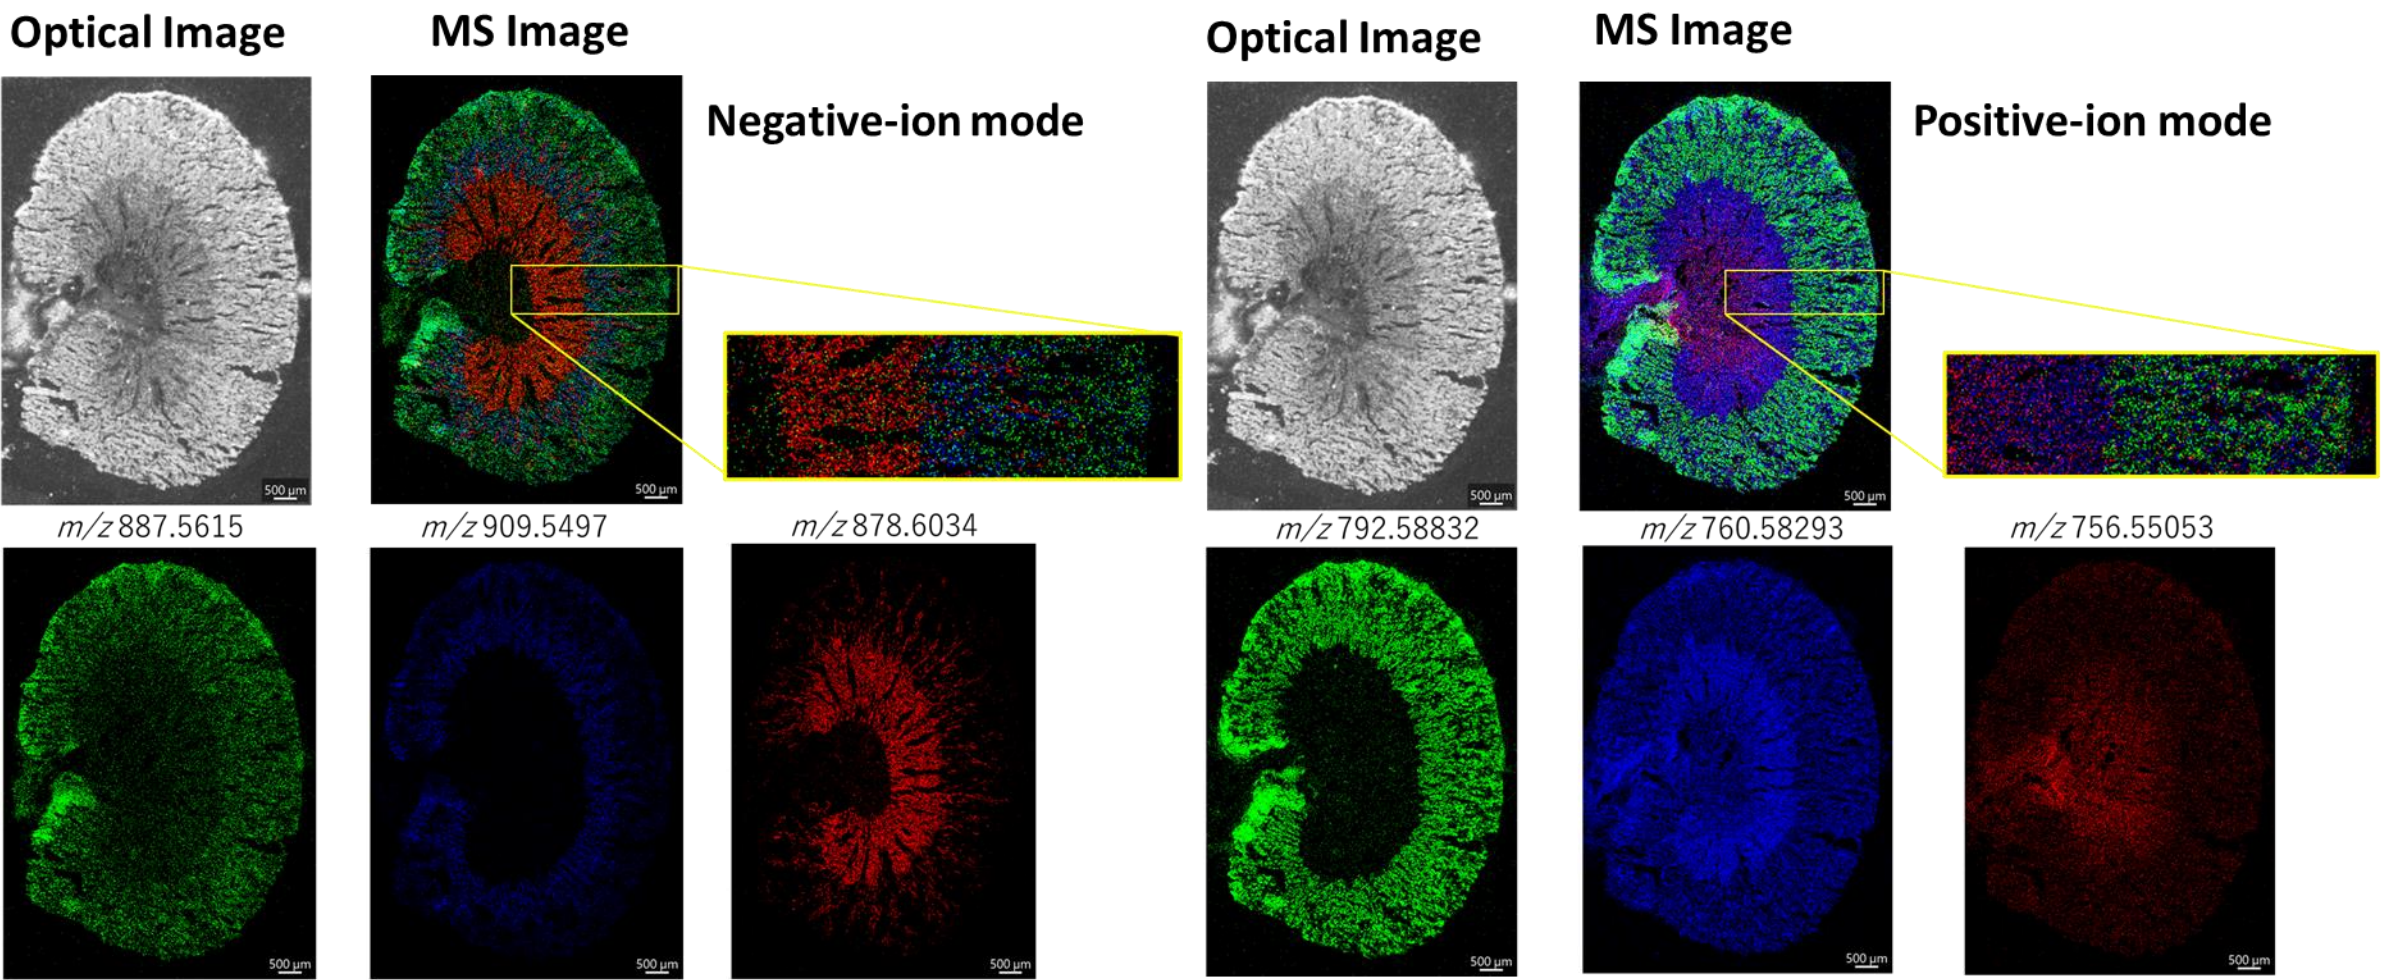 Optical Image
MS Image
Optical Image
MS Image
Negative-ion mode
Positive-ion mode
500 µm
500 µm
500 µm
500 µm
m/z 887.5615
m/z 909.5497
m/z 878.6034
m/z 792.58832
m/z 760.58293
m/z 756.55053
500 µm
500 µm
500 µm
500 µm
500 µm
500 µm